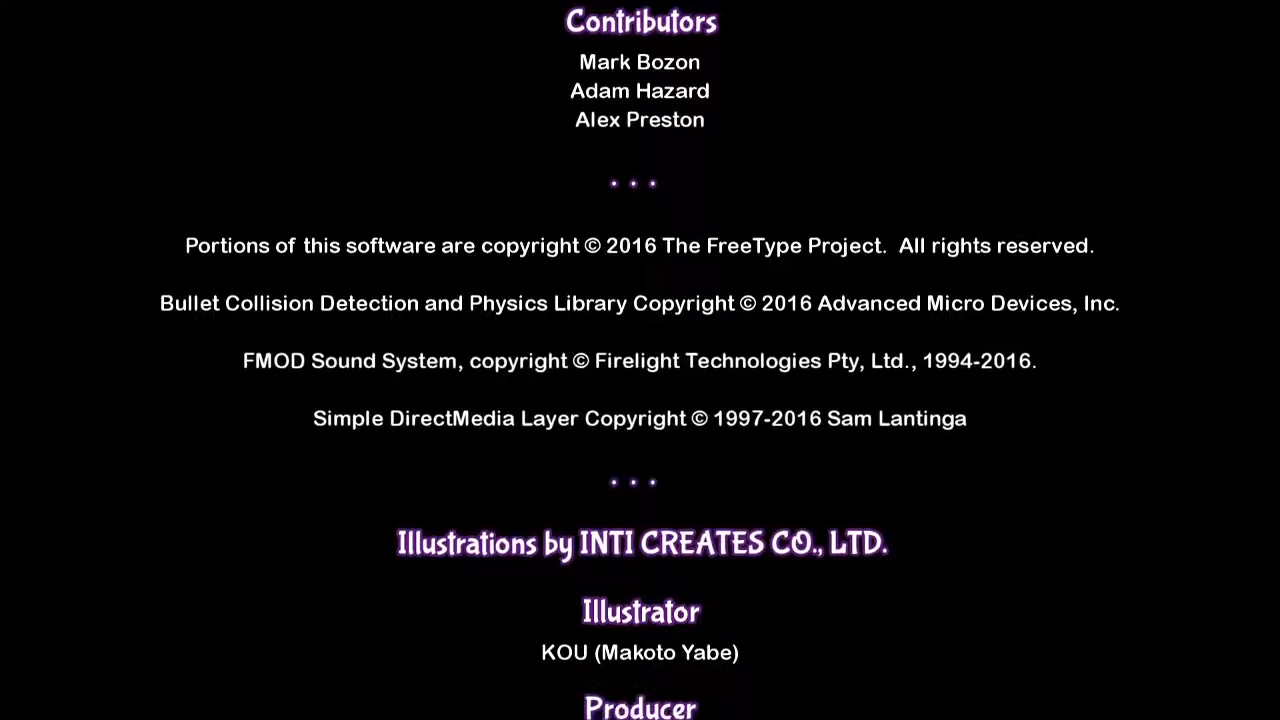 Contributors
Mark Bozon
Adam Hazard
Alex Preston
...
Portions of this software are copyright © 2016 The FreeType Project.  All rights reserved.
Bullet Collision Detection and Physics Library Copyright © 2016 Advanced Micro Devices, Inc.
FMOD Sound System, copyright © Firelight Technologies Pty, Ltd., 1994-2016.
Simple DirectMedia Layer Copyright © 1997-2016 Sam Lantinga
...
Illustrations by INTI CREATES CO., LTD.
Illustrator
KOU (Makoto Yabe)
Producer